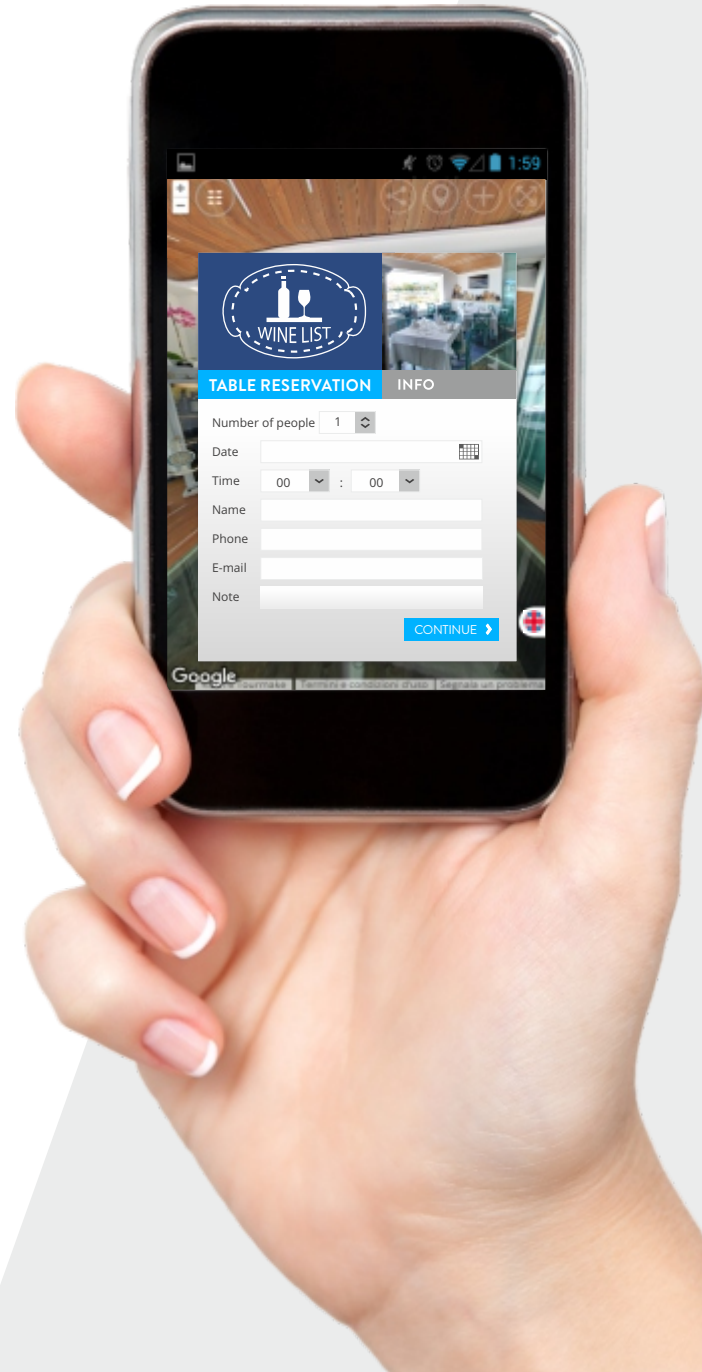 1:59
+
−
WINE LIST
TABLE RESERVATION INFO
Number of people 1
Date
Time 00 : 00
Name
Phone
E-mail
Note
CONTINUE
Google
Tourmake Termini e condizioni d'uso Segnala un problema